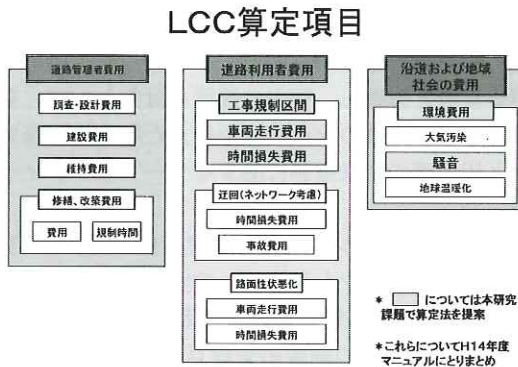 LCC算定項目
道路管理者費用
調査・設計費用
建設費用
維持費用
修繕、改築費用
費用
規制時間
道路利用者費用
工事規制区間
車両走行費用
時間損失費用
迂回(ネットワーク考慮)
時間損失費用
事故費用
路面性状悪化
車両走行費用
時間損失費用
沿道および地域
社会の費用
環境費用
大気汚染
騒音
地球温暖化
* については本研究
課題で算定法を提案
*これらについてH14年度
マニュアルにとりまとめ